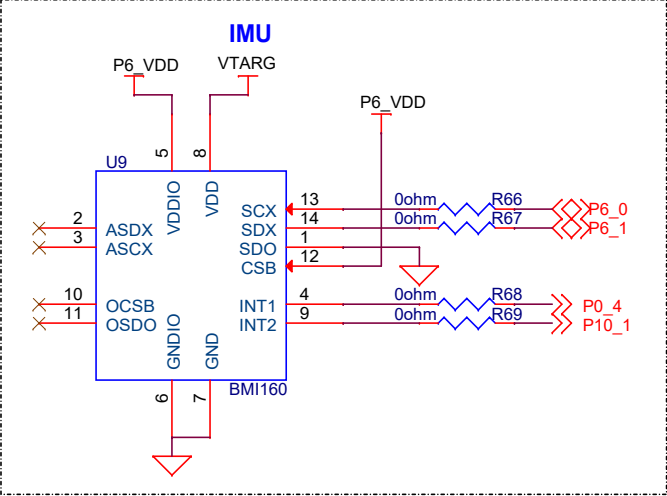 IMU
P6_VDD
VTARG
P6_VDD
U9
5
8
VDDIO
VDD
2 ASDX
3 ASCX
10 OCSB
11 OSDO
SCX 13 0ohm R66 P6_0
SDX 14 0ohm R67 P6_1
SDO 1
CSB 12
INT1 4 0ohm R68 P0_4
INT2 9 0ohm R69 P10_1
GNDIO
GND
6
7
BMI160